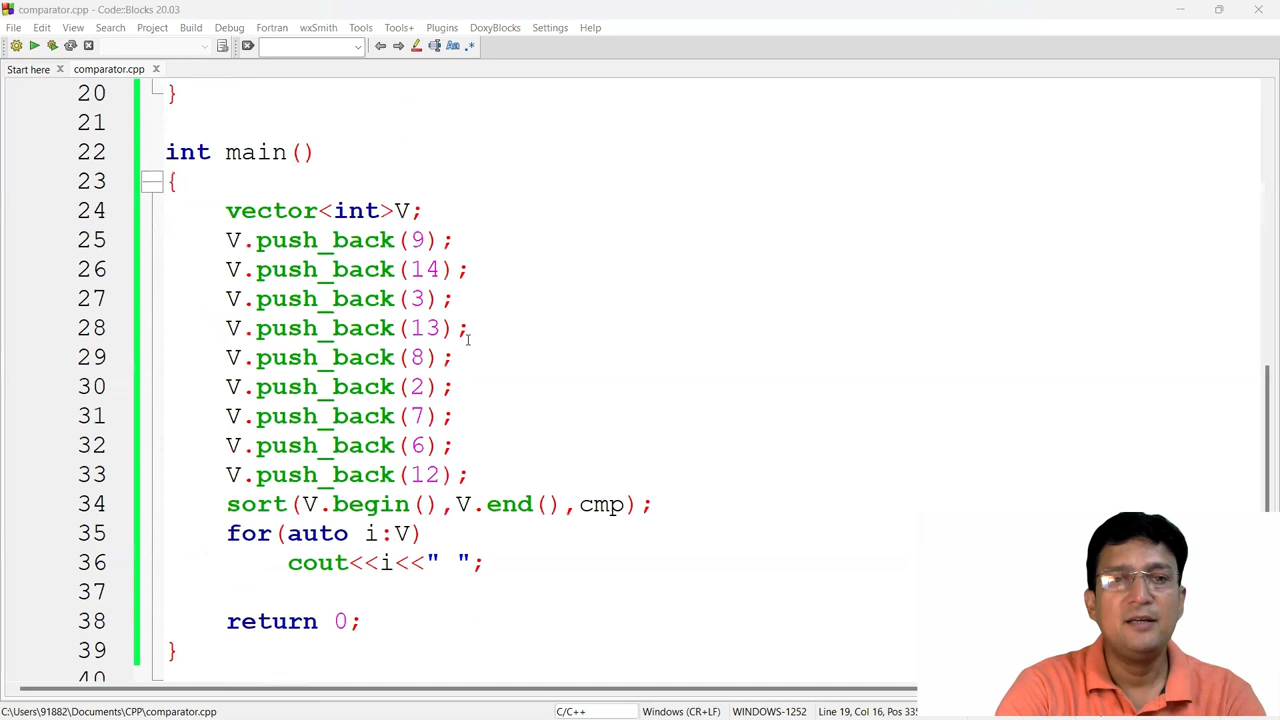 comparator.cpp - Code::Blocks 20.03
File Edit View Search Project Build Debug Fortran wxSmith Tools Tools+ Plugins DoxyBlocks Settings Help
Start here comparator.cpp
20 }
21
22 int main()
23 {
24 vector<int>V;
25 V.push_back(9);
26 V.push_back(14);
27 V.push_back(3);
28 V.push_back(13);
29 V.push_back(8);
30 V.push_back(2);
31 V.push_back(7);
32 V.push_back(6);
33 V.push_back(12);
34 sort(V.begin(),V.end(),cmp);
35 for(auto i:V)
36 cout<<i<<" ";
37
38 return 0;
39 }
40
C:\Users\91882\Documents\CPP\comparator.cpp C/C++ Windows (CR+LF) WINDOWS-1252 Line 19, Col 16, Pos 335